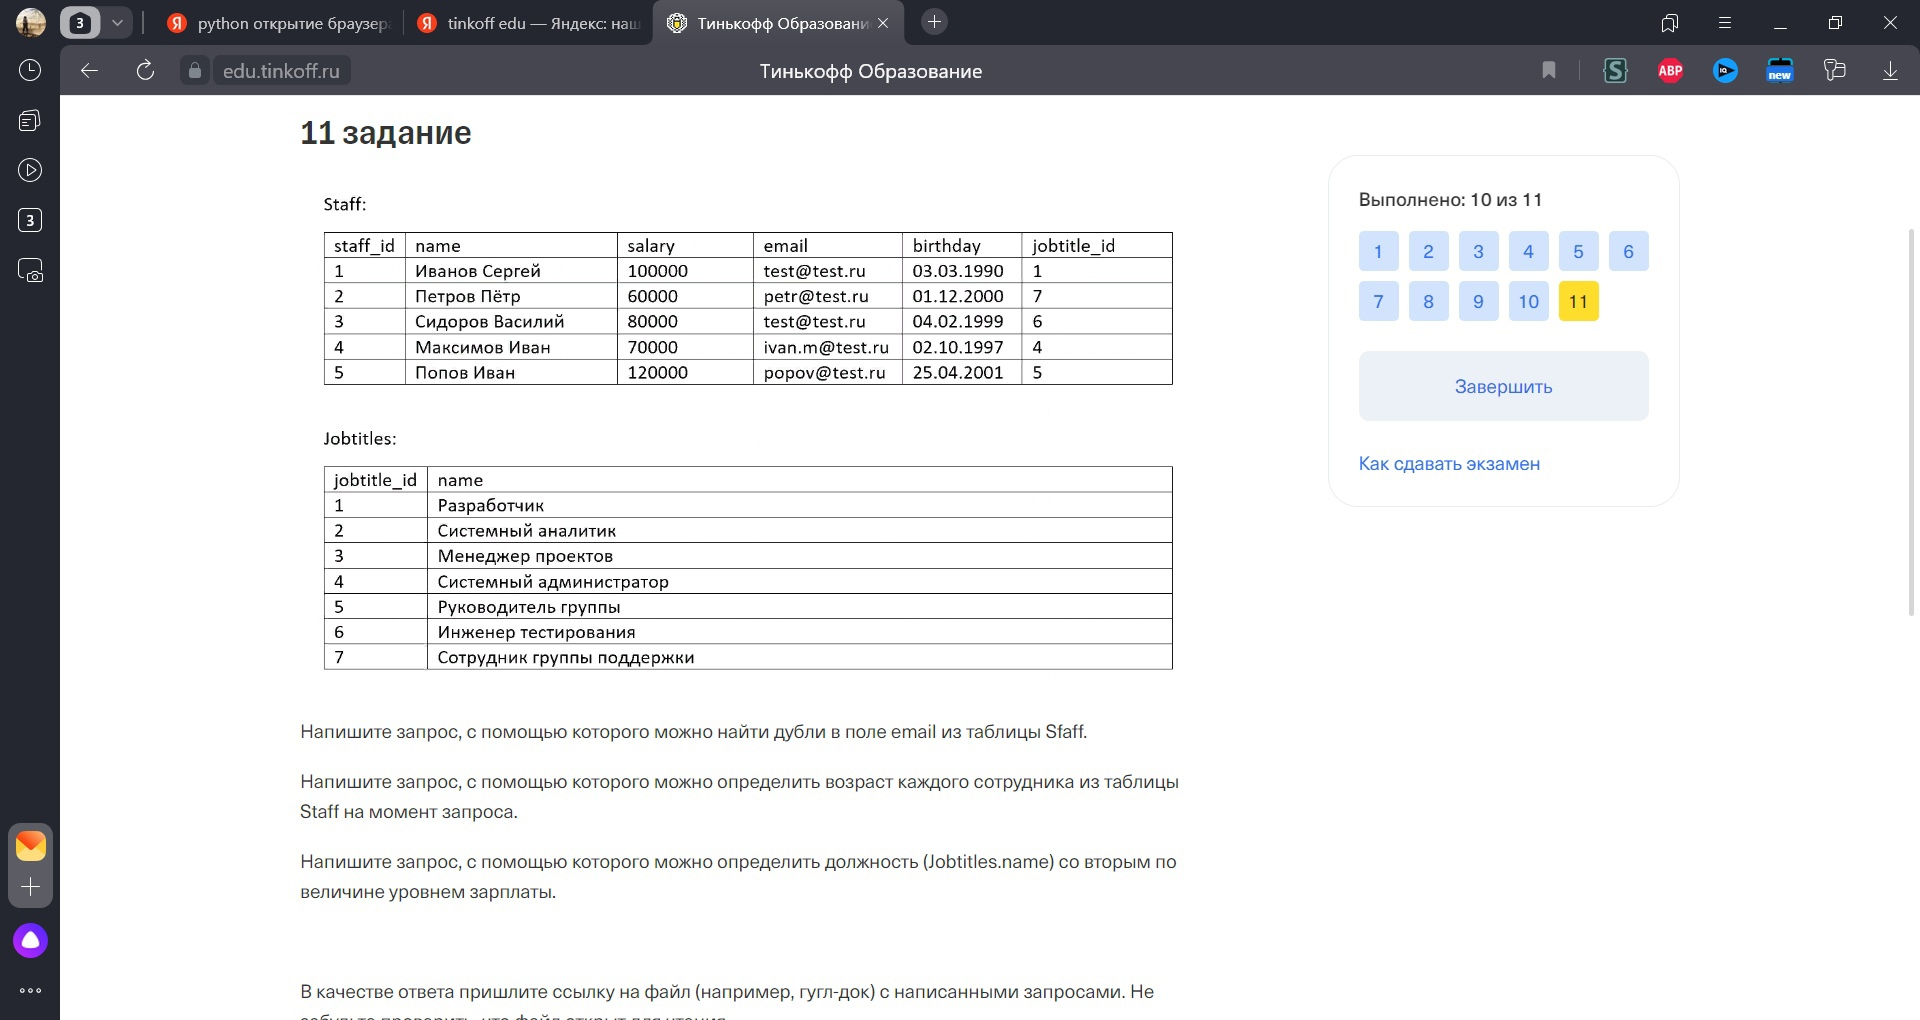 3
python открытие браузер
tinkoff edu — Яндекс: наш
Тинькофф Образовани
edu.tinkoff.ru
Тинькофф Образование
S
ABP
IQ
new
3
11 задание
Staff:
staff_id name salary email birthday jobtitle_id
1 Иванов Сергей 100000 test@test.ru 03.03.1990 1
2 Петров Пётр 60000 petr@test.ru 01.12.2000 7
3 Сидоров Василий 80000 test@test.ru 04.02.1999 6
4 Максимов Иван 70000 ivan.m@test.ru 02.10.1997 4
5 Попов Иван 120000 popov@test.ru 25.04.2001 5
Jobtitles:
jobtitle_id name
1 Разработчик
2 Системный аналитик
3 Менеджер проектов
4 Системный администратор
5 Руководитель группы
6 Инженер тестирования
7 Сотрудник группы поддержки
Напишите запрос, с помощью которого можно найти дубли в поле email из таблицы Sfaff.
Напишите запрос, с помощью которого можно определить возраст каждого сотрудника из таблицы
Staff на момент запроса.
Напишите запрос, с помощью которого можно определить должность (Jobtitles.name) со вторым по
величине уровнем зарплаты.
В качестве ответа пришлите ссылку на файл (например, гугл-док) с написанными запросами. Не
Выполнено: 10 из 11
1 2 3 4 5 6
7 8 9 10 11
Завершить
Как сдавать экзамен